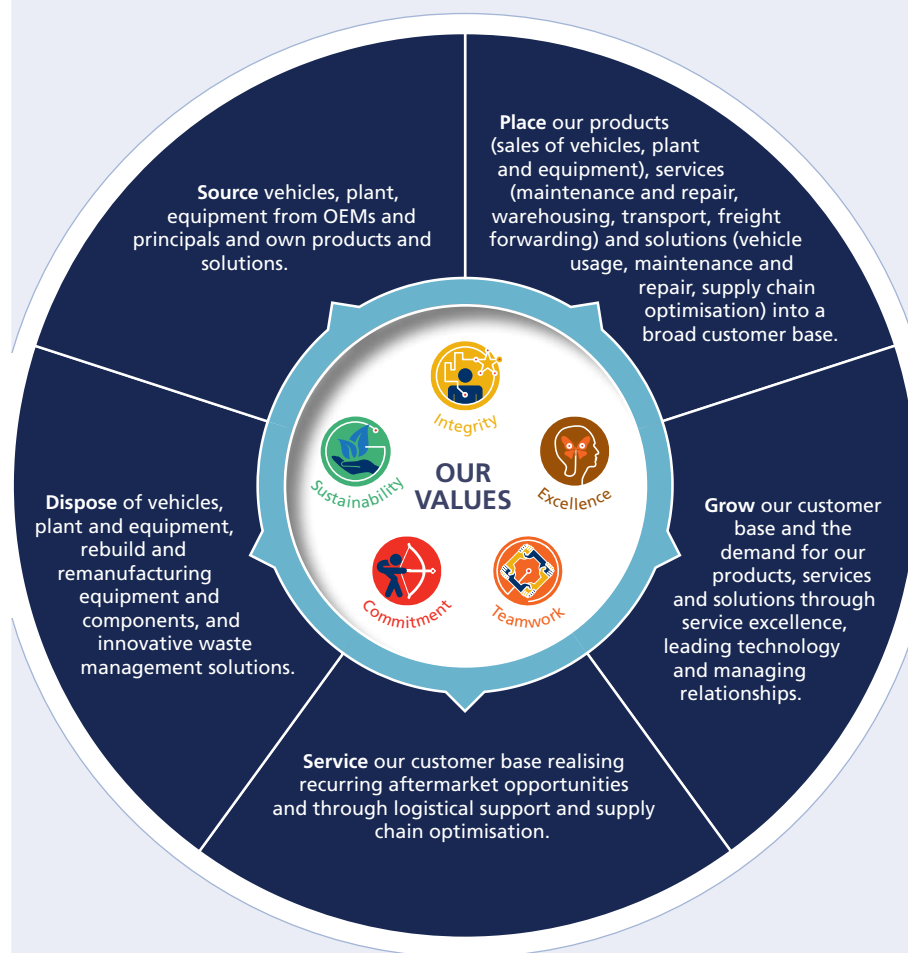 Source vehicles, plant,
equipment from OEMs and
principals and own products and
solutions.
Place our products
(sales of vehicles, plant
and equipment), services
(maintenance and repair,
warehousing, transport, freight
forwarding) and solutions (vehicle
usage, maintenance and
repair, supply chain
optimisation) into a
broad customer base.
Grow our customer
base and the
demand for our
products, services
and solutions through
service excellence,
leading technology
and managing
relationships.
Service our customer base realising
recurring aftermarket opportunities
and through logistical support and supply
chain optimisation.
Dispose of vehicles,
plant and equipment,
rebuild and
remanufacturing
equipment and
components, and
innovative waste
management solutions.
OUR
VALUES
Integrity
Excellence
Teamwork
Commitment
Sustainability